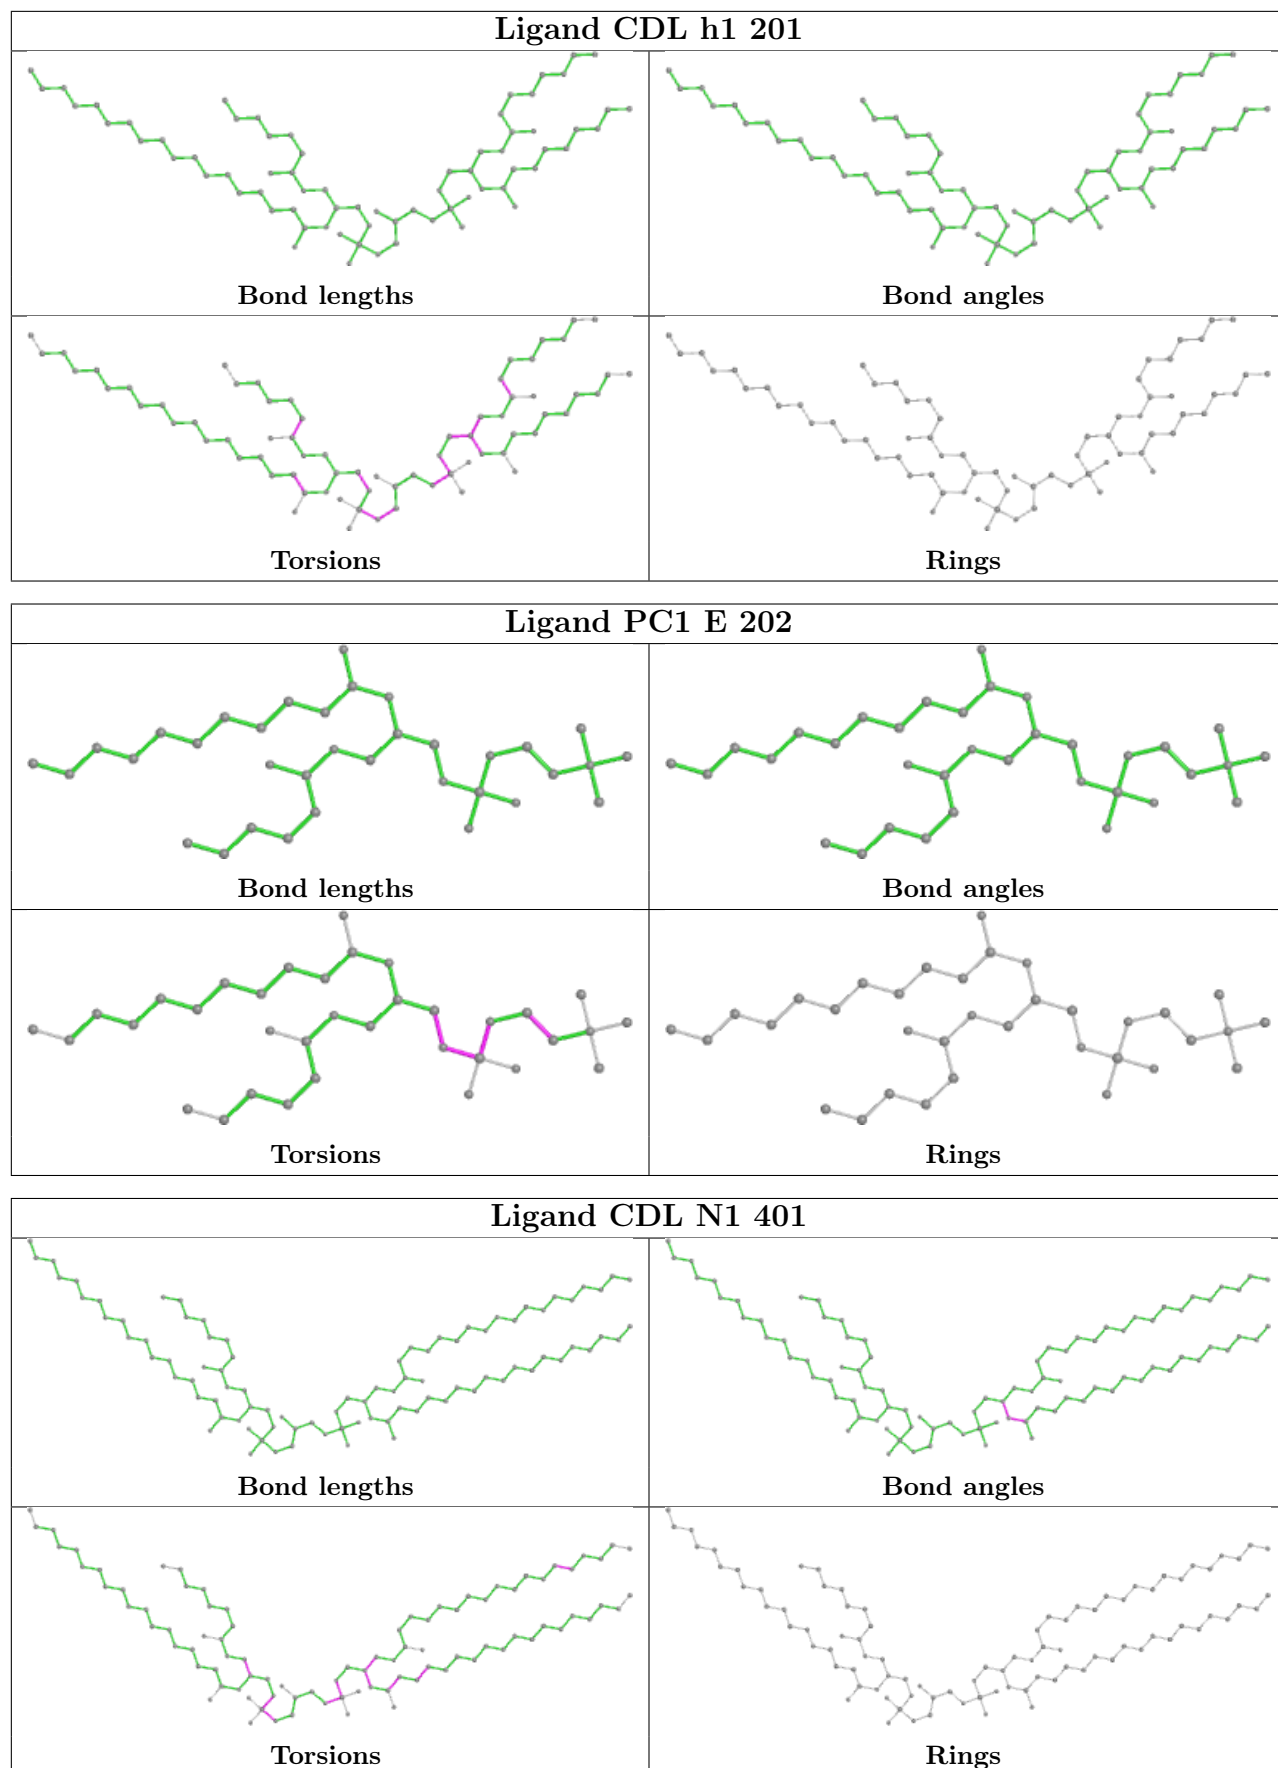 Ligand CDL h1 201
Bond lengths
Bond angles
Torsions
Rings
Ligand PC1 E 202
Bond lengths
Bond angles
Torsions
Rings
Ligand CDL N1 401
Bond lengths
Bond angles
Torsions
Rings